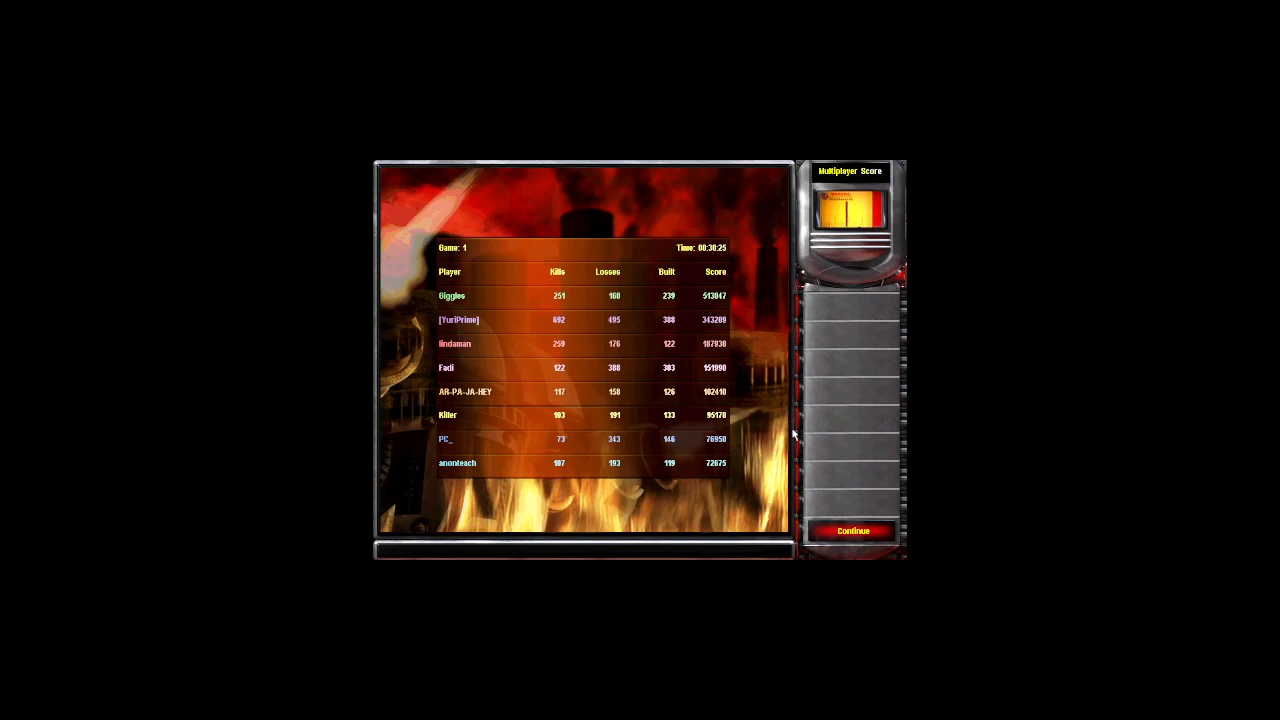 Multiplayer Score
Game: 1 Time: 00:30:25
Player Kills Losses Built Score
Giggles 251 160 239 513047
[YuriPrime] 692 495 388 343209
lindaman 259 176 122 187930
Fadi 122 388 303 151990
AR-PA-JA-HEY 117 158 126 102410
Killer 103 191 133 95170
PC_ 73 343 146 76950
anonteach 107 193 119 72675
Continue